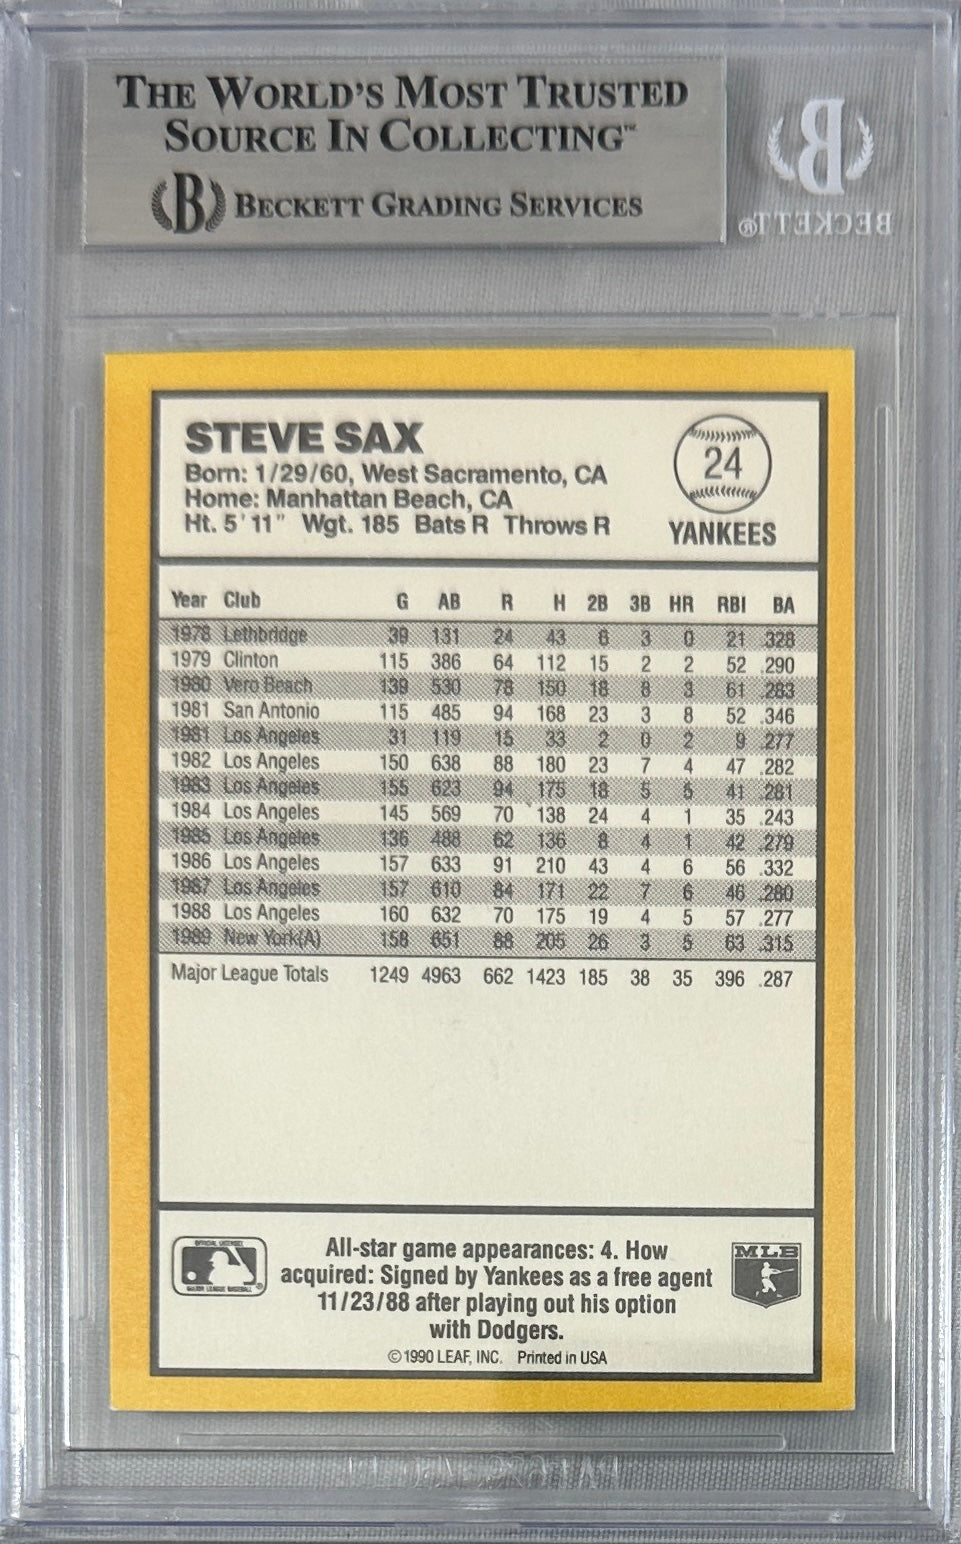 THE WORLD'S MOST TRUSTED
SOURCE IN COLLECTING™
B BECKETT GRADING SERVICES
B
BECKETT®
STEVE SAX
Born: 1/29/60, West Sacramento, CA
Home: Manhattan Beach, CA
Ht. 5' 11" Wgt. 185 Bats R Throws R
24
YANKEES
Year Club G AB R H 2B 3B HR RBI BA
1978 Lethbridge 39 131 24 43 6 3 0 21 .328
1979 Clinton 115 386 64 112 15 2 2 52 .290
1980 Vero Beach 139 530 78 150 18 8 3 61 .283
1981 San Antonio 115 485 94 168 23 3 8 52 .346
1981 Los Angeles 31 119 15 33 2 0 2 9 .277
1982 Los Angeles 150 638 88 180 23 7 4 47 .282
1983 Los Angeles 155 623 94 175 18 5 5 41 .281
1984 Los Angeles 145 569 70 138 24 4 1 35 .243
1985 Los Angeles 136 488 62 136 8 4 1 42 .279
1986 Los Angeles 157 633 91 210 43 4 6 56 .332
1987 Los Angeles 157 610 84 171 22 7 6 46 .280
1988 Los Angeles 160 632 70 175 19 4 5 57 .277
1989 New York(A) 158 651 88 205 26 3 5 63 .315
Major League Totals 1249 4963 662 1423 185 38 35 396 .287
OFFICIAL LICENSEE
MAJOR LEAGUE BASEBALL
All-star game appearances: 4. How
acquired: Signed by Yankees as a free agent
11/23/88 after playing out his option
with Dodgers.
MLB
© 1990 LEAF, INC. Printed in USA